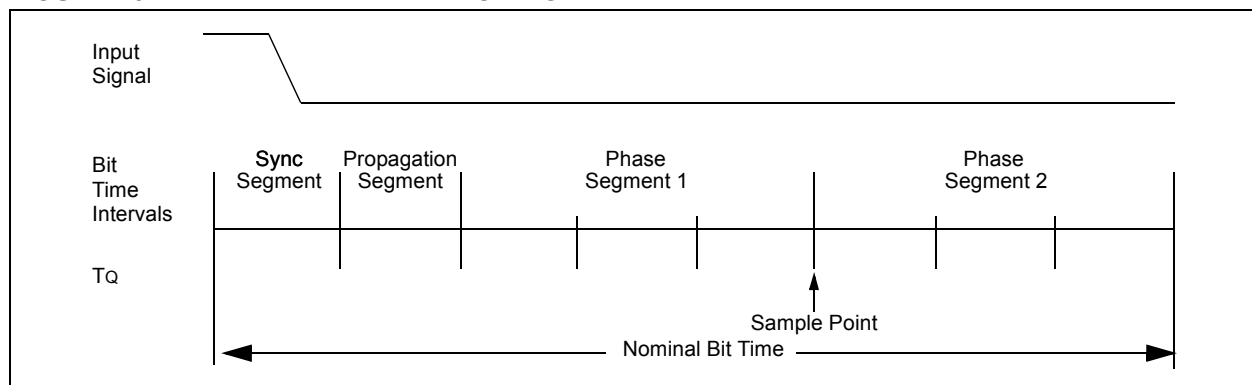 Input
Signal
Bit
Time
Intervals
Sync
Segment
Propagation
Segment
Phase
Segment 1
Phase
Segment 2
TQ
Sample Point
Nominal Bit Time